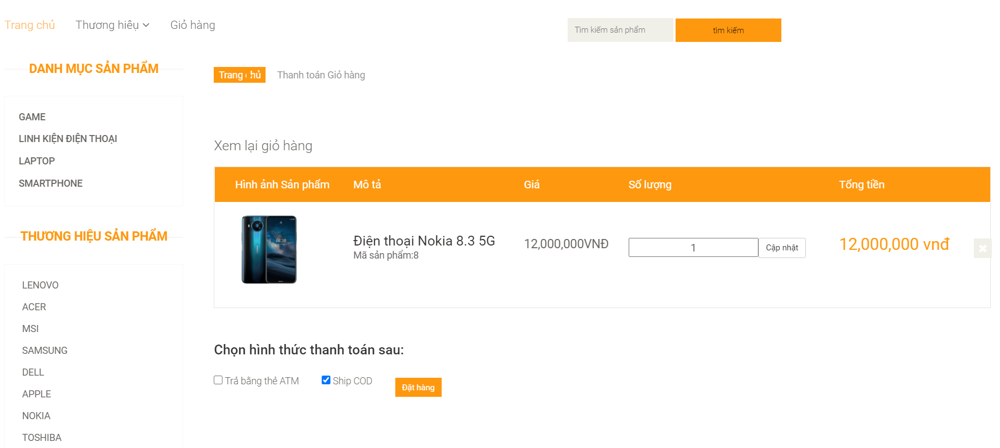 Trang chủ Thương hiệu Giỏ hàng
Tìm kiếm sản phẩm tìm kiếm
DANH MỤC SẢN PHẨM
GAME
LINH KIỆN ĐIỆN THOẠI
LAPTOP
SMARTPHONE
THƯƠNG HIỆU SẢN PHẨM
LENOVO
ACER
MSI
SAMSUNG
DELL
APPLE
NOKIA
TOSHIBA
Trang chủ Thanh toán Giỏ hàng
Xem lại giỏ hàng
Hình ảnh Sản phẩm Mô tả Giá Số lượng Tổng tiền
Điện thoại Nokia 8.3 5G 12,000,000VNĐ 1 Cập nhật 12,000,000 vnđ
Mã sản phẩm:8
Chọn hình thức thanh toán sau:
Trả bằng thẻ ATM Ship COD Đặt hàng